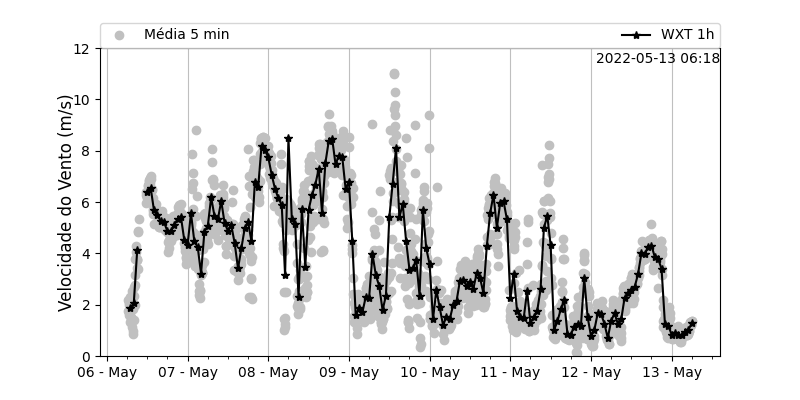 Média 5 min
WXT 1h
2022-05-13 06:18
Velocidade do Vento (m/s)
12
10
8
6
4
2
0
06 - May
07 - May
08 - May
09 - May
10 - May
11 - May
12 - May
13 - May